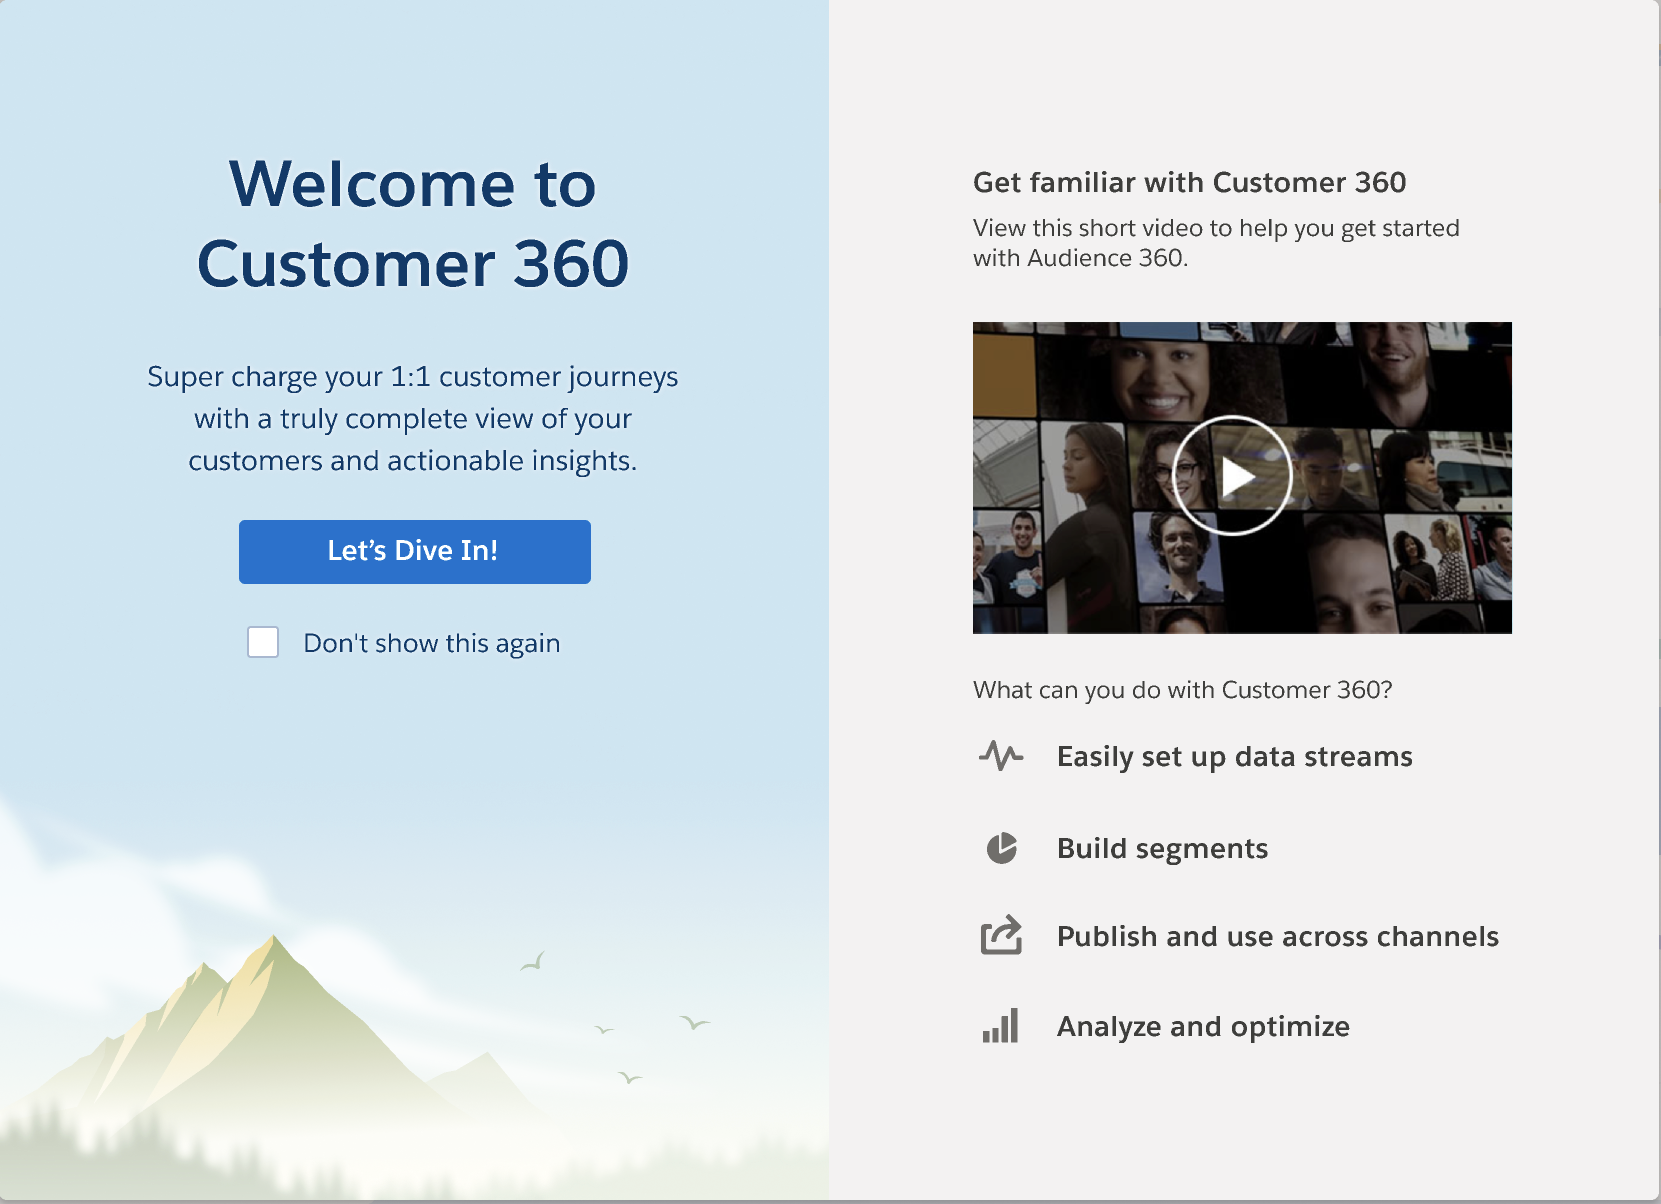 Welcome to
Customer 360
Super charge your 1:1 customer journeys
with a truly complete view of your
customers and actionable insights.
Let’s Dive In!
Don't show this again
Get familiar with Customer 360
View this short video to help you get started
with Audience 360.
What can you do with Customer 360?
Easily set up data streams
Build segments
Publish and use across channels
Analyze and optimize